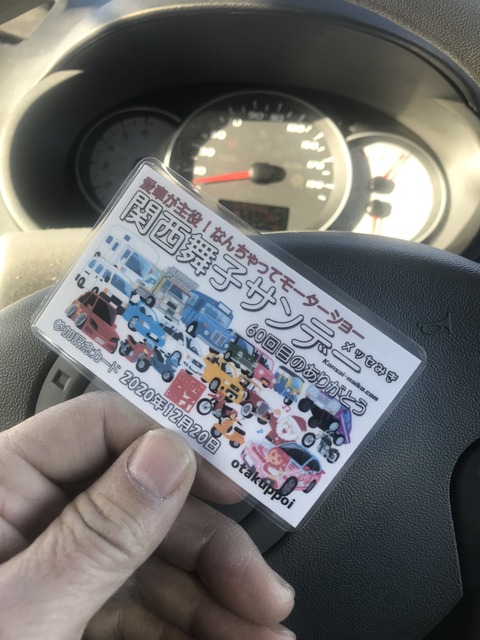 愛車が主役！なんちゃってモーターショー
関西舞子サンデー
メッセみき
Kansai-maiko.com
60回目のありがとう
参加記念カード 2020年12月20日
otakuppoi